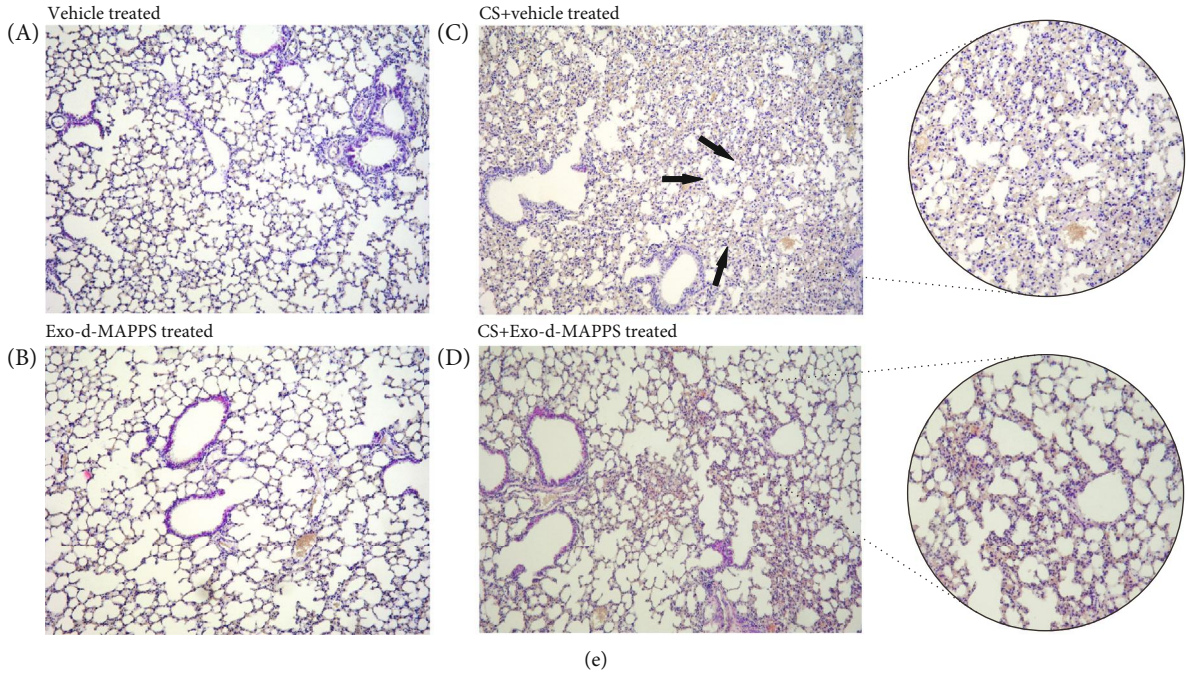 Vehicle treated
(A)
CS+vehicle treated
(C)
Exo-d-MAPPS treated
(B)
CS+Exo-d-MAPPS treated
(D)
(e)